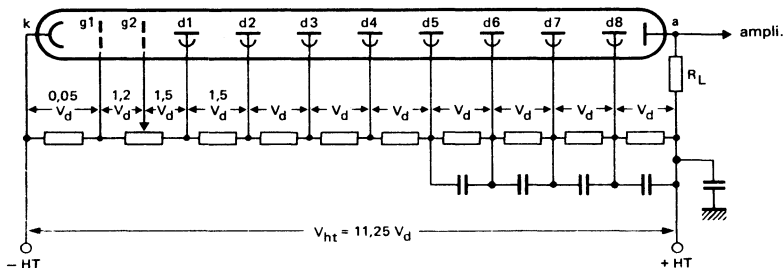 k g1 g2 d1 d2 d3 d4 d5 d6 d7 d8 a ampli.
R_L
0,05 1,2 1,5 1,5
V_d V_d V_d V_d V_d V_d V_d V_d V_d V_d V_d
V_ht = 11,25 V_d
– HT + HT